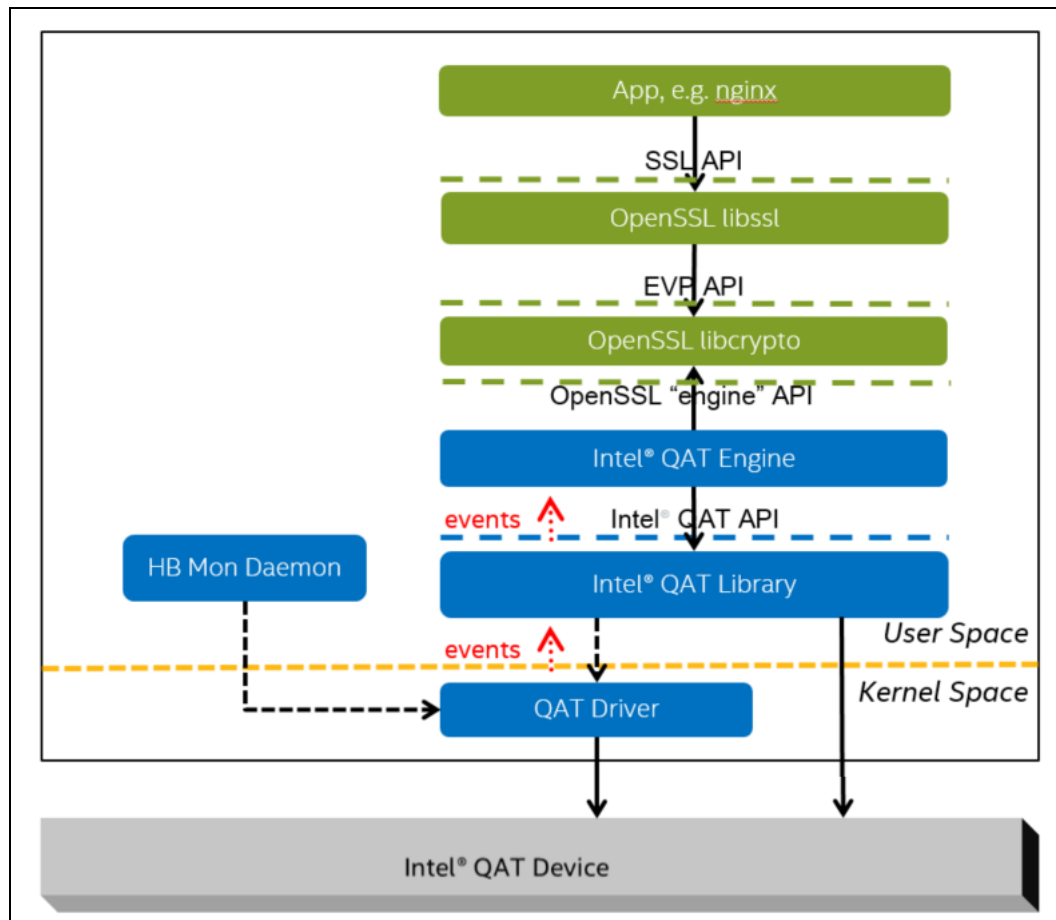 App, e.g. nginx
SSL API
OpenSSL libssl
EVP API
OpenSSL libcrypto
OpenSSL “engine” API
Intel® QAT Engine
events
Intel® QAT API
HB Mon Daemon
Intel® QAT Library
User Space
events
Kernel Space
QAT Driver
Intel® QAT Device